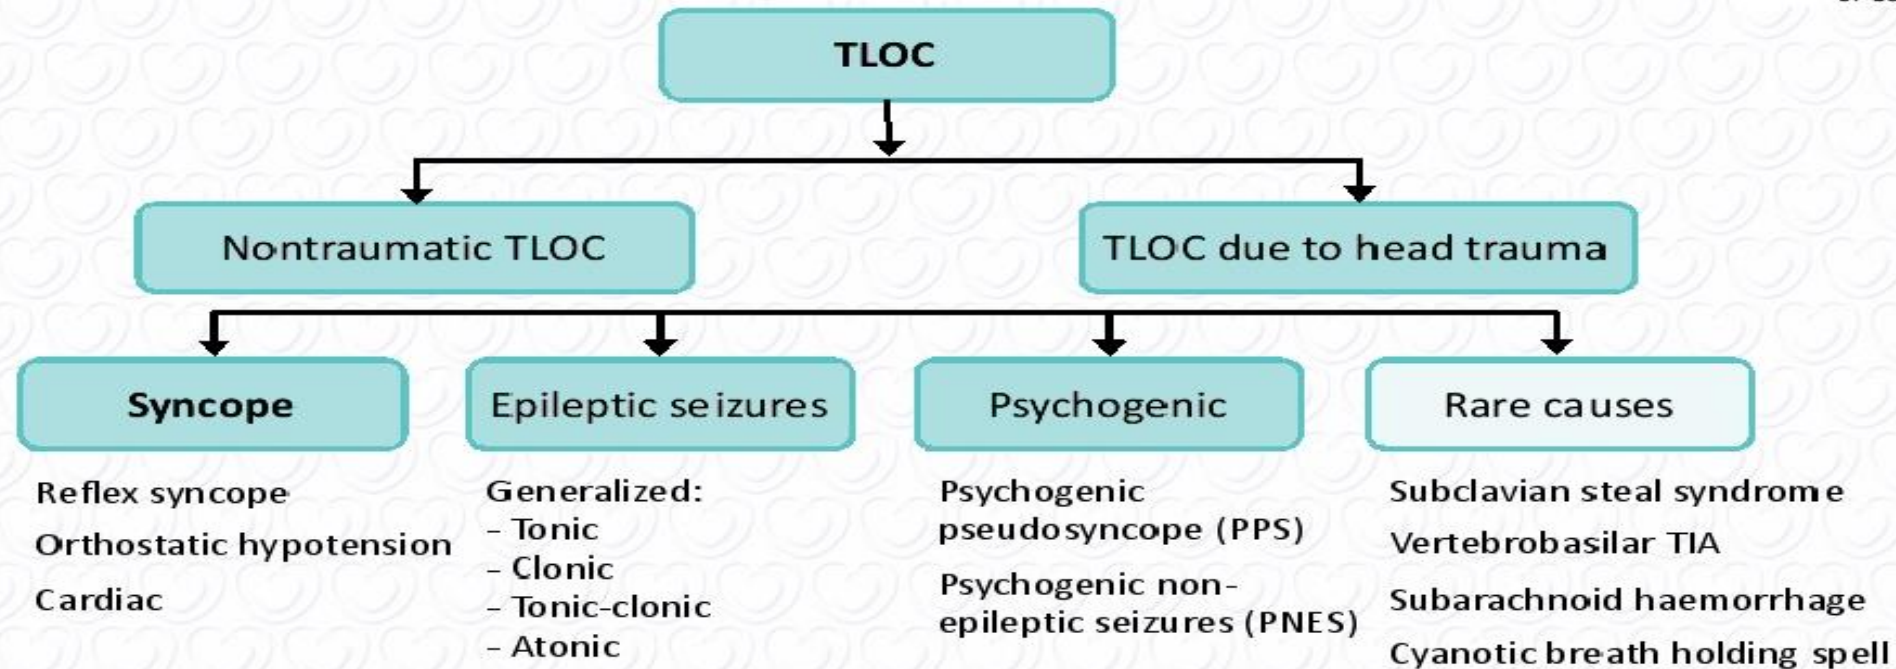 TLOC
Nontraumatic TLOC
TLOC due to head trauma
Syncope
Epileptic seizures
Psychogenic
Rare causes
Reflex syncope
Orthostatic hypotension
Cardiac
Generalized:
– Tonic
– Clonic
– Tonic-clonic
– Atonic
Psychogenic
pseudosyncope (PPS)
Psychogenic non-
epileptic seizures (PNES)
Subclavian steal syndrome
Vertebrobasilar TIA
Subarachnoid haemorrhage
Cyanotic breath holding spell